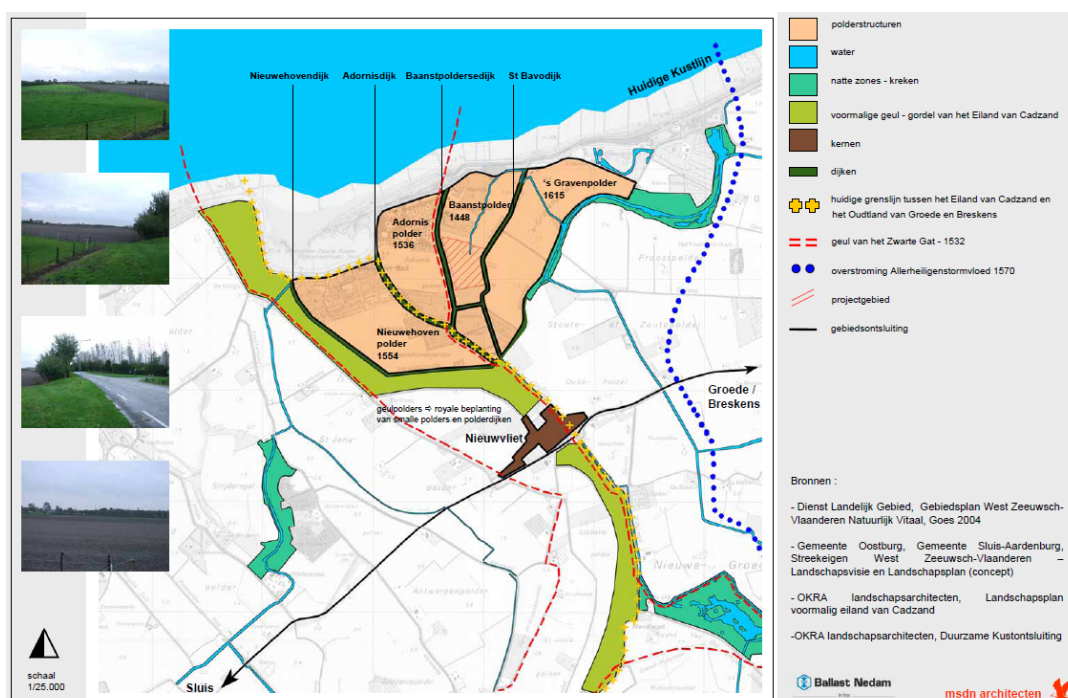 Nieuwehovendijk
Adornisdijk
Baanstpoldersedijk
St Bavodijk
Huidige Kustlijn
's Gravenpolder
1615
Baanstpolder
1448
Adornis
polder
1536
Nieuwehoven
polder
1554
geulpolders ⇨ royale beplanting
van smalle polders en polderdijken
Nieuwvliet
Groede /
Breskens
Sluis
schaal
1/25.000
polderstructuren
water
natte zones - kreken
voormalige geul - gordel van het Eiland van Cadzand
kernen
dijken
huidige grenslijn tussen het Eiland van Cadzand en
het Oudland van Groede en Breskens
geul van het Zwarte Gat - 1532
overstroming Allerheiligenstormvloed 1570
projectgebied
gebiedsontsluiting
Bronnen :
- Dienst Landelijk Gebied, Gebiedsplan West Zeeuwsch-
Vlaanderen Natuurlijk Vitaal, Goes 2004
- Gemeente Oostburg, Gemeente Sluis-Aardenburg,
Streekeigen West Zeeuwsch-Vlaanderen –
Landschapsvisie en Landschapsplan (concept)
- OKRA landschapsarchitecten, Landschapsplan
voormalig eiland van Cadzand
-OKRA landschapsarchitecten, Duurzame Kustontsluiting
Ballast Nedam
msdn architecten